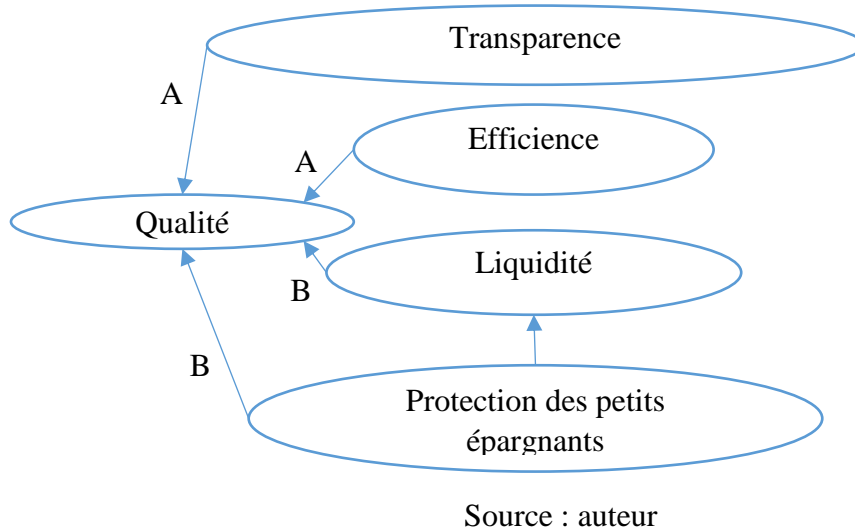 Transparence
A
Efficience
A
Qualité
Liquidité
B
B
Protection des petits
épargnants
Source : auteur